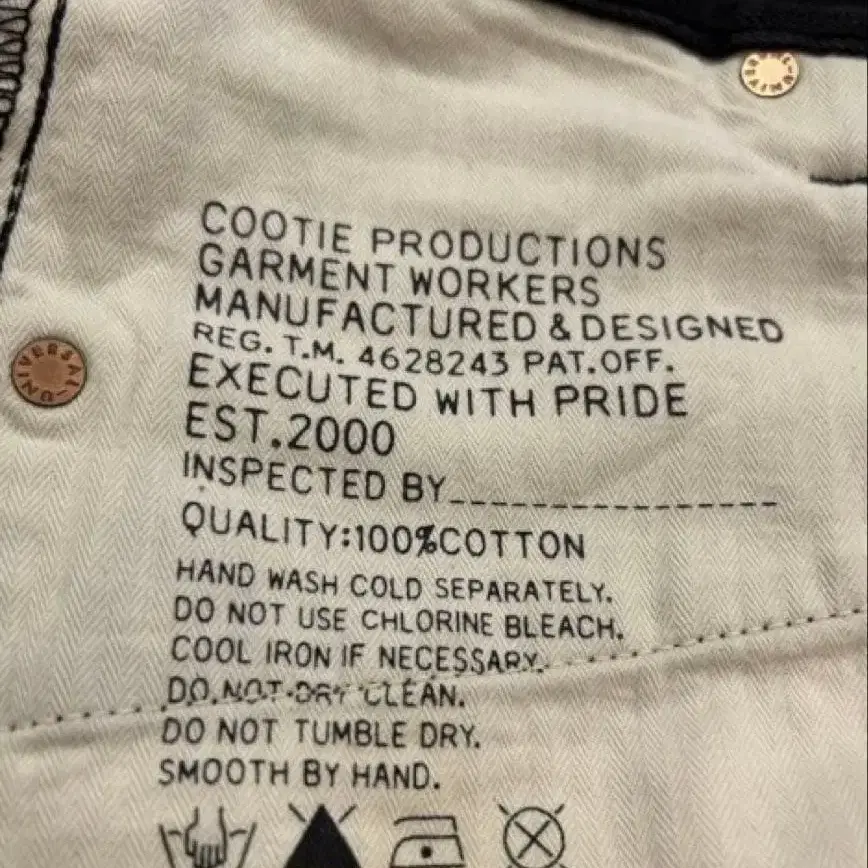 COOTIE PRODUCTIONS
GARMENT WORKERS
MANUFACTURED & DESIGNED
REG. T.M. 4628243 PAT.OFF.
EXECUTED WITH PRIDE
EST.2000
INSPECTED BY_________________
QUALITY:100%COTTON
HAND WASH COLD SEPARATELY.
DO NOT USE CHLORINE BLEACH.
COOL IRON IF NECESSARY.
DO NOT DRY CLEAN.
DO NOT TUMBLE DRY.
SMOOTH BY HAND.
UNIVERSAL